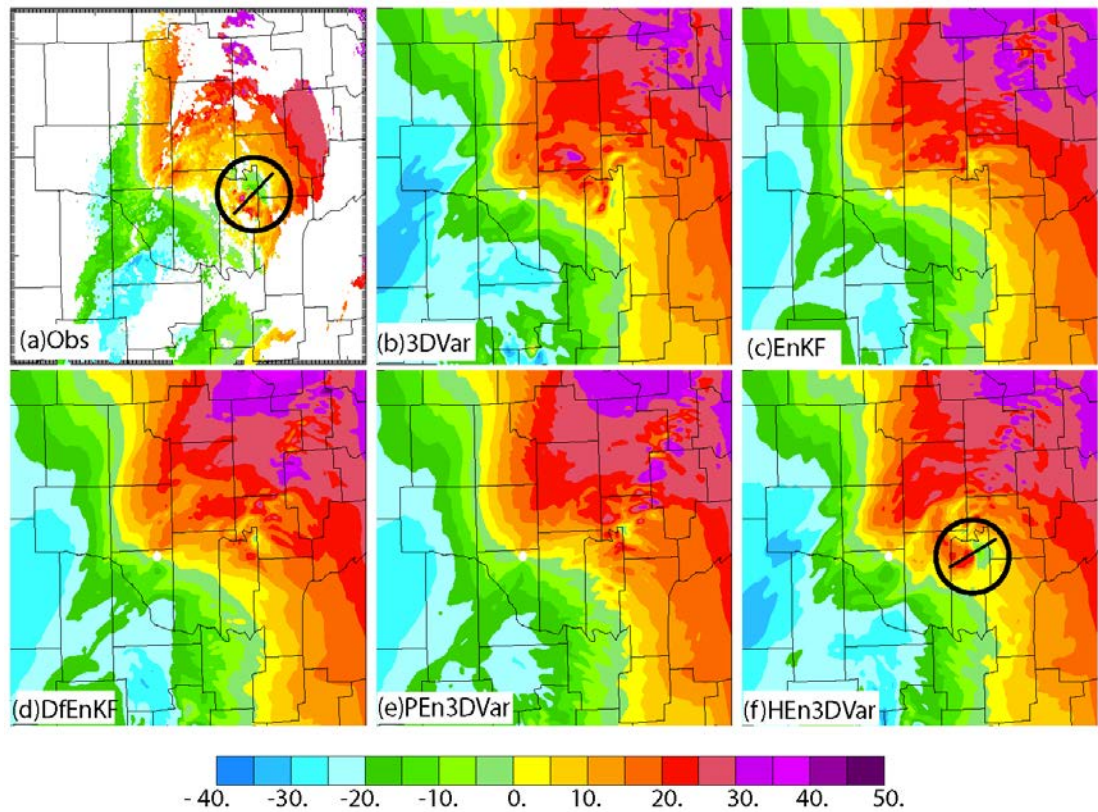 (a)Obs
(b)3DVar
(c)EnKF
(d)DfEnKF
(e)PEn3DVar
(f)HEn3DVar
- 40. -30. -20. -10. 0. 10. 20. 30. 40. 50.